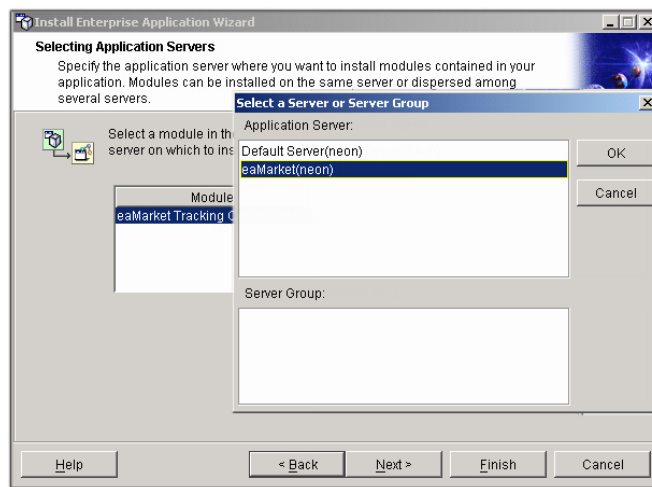 Install Enterprise Application Wizard
Selecting Application Servers
Specify the application server where you want to install modules contained in your
application. Modules can be installed on the same server or dispersed among
several servers.
Select a Server or Server Group
Application Server:
Default Server(neon)
eaMarket(neon)
OK
Cancel
Server Group:
Select a module in th
server on which to ins
Module
eaMarket Tracking
Help
< Back
Next >
Finish
Cancel